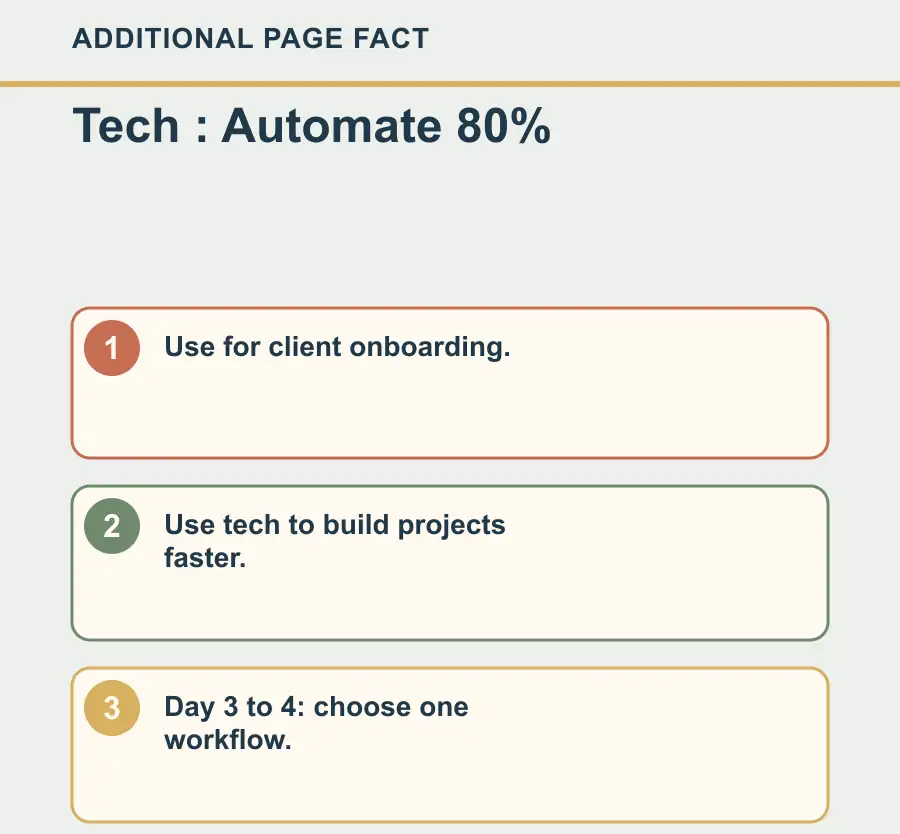 ADDITIONAL PAGE FACT
Tech : Automate 80%
1
Use for client onboarding.
2
Use tech to build projects
faster.
3
Day 3 to 4: choose one
workflow.